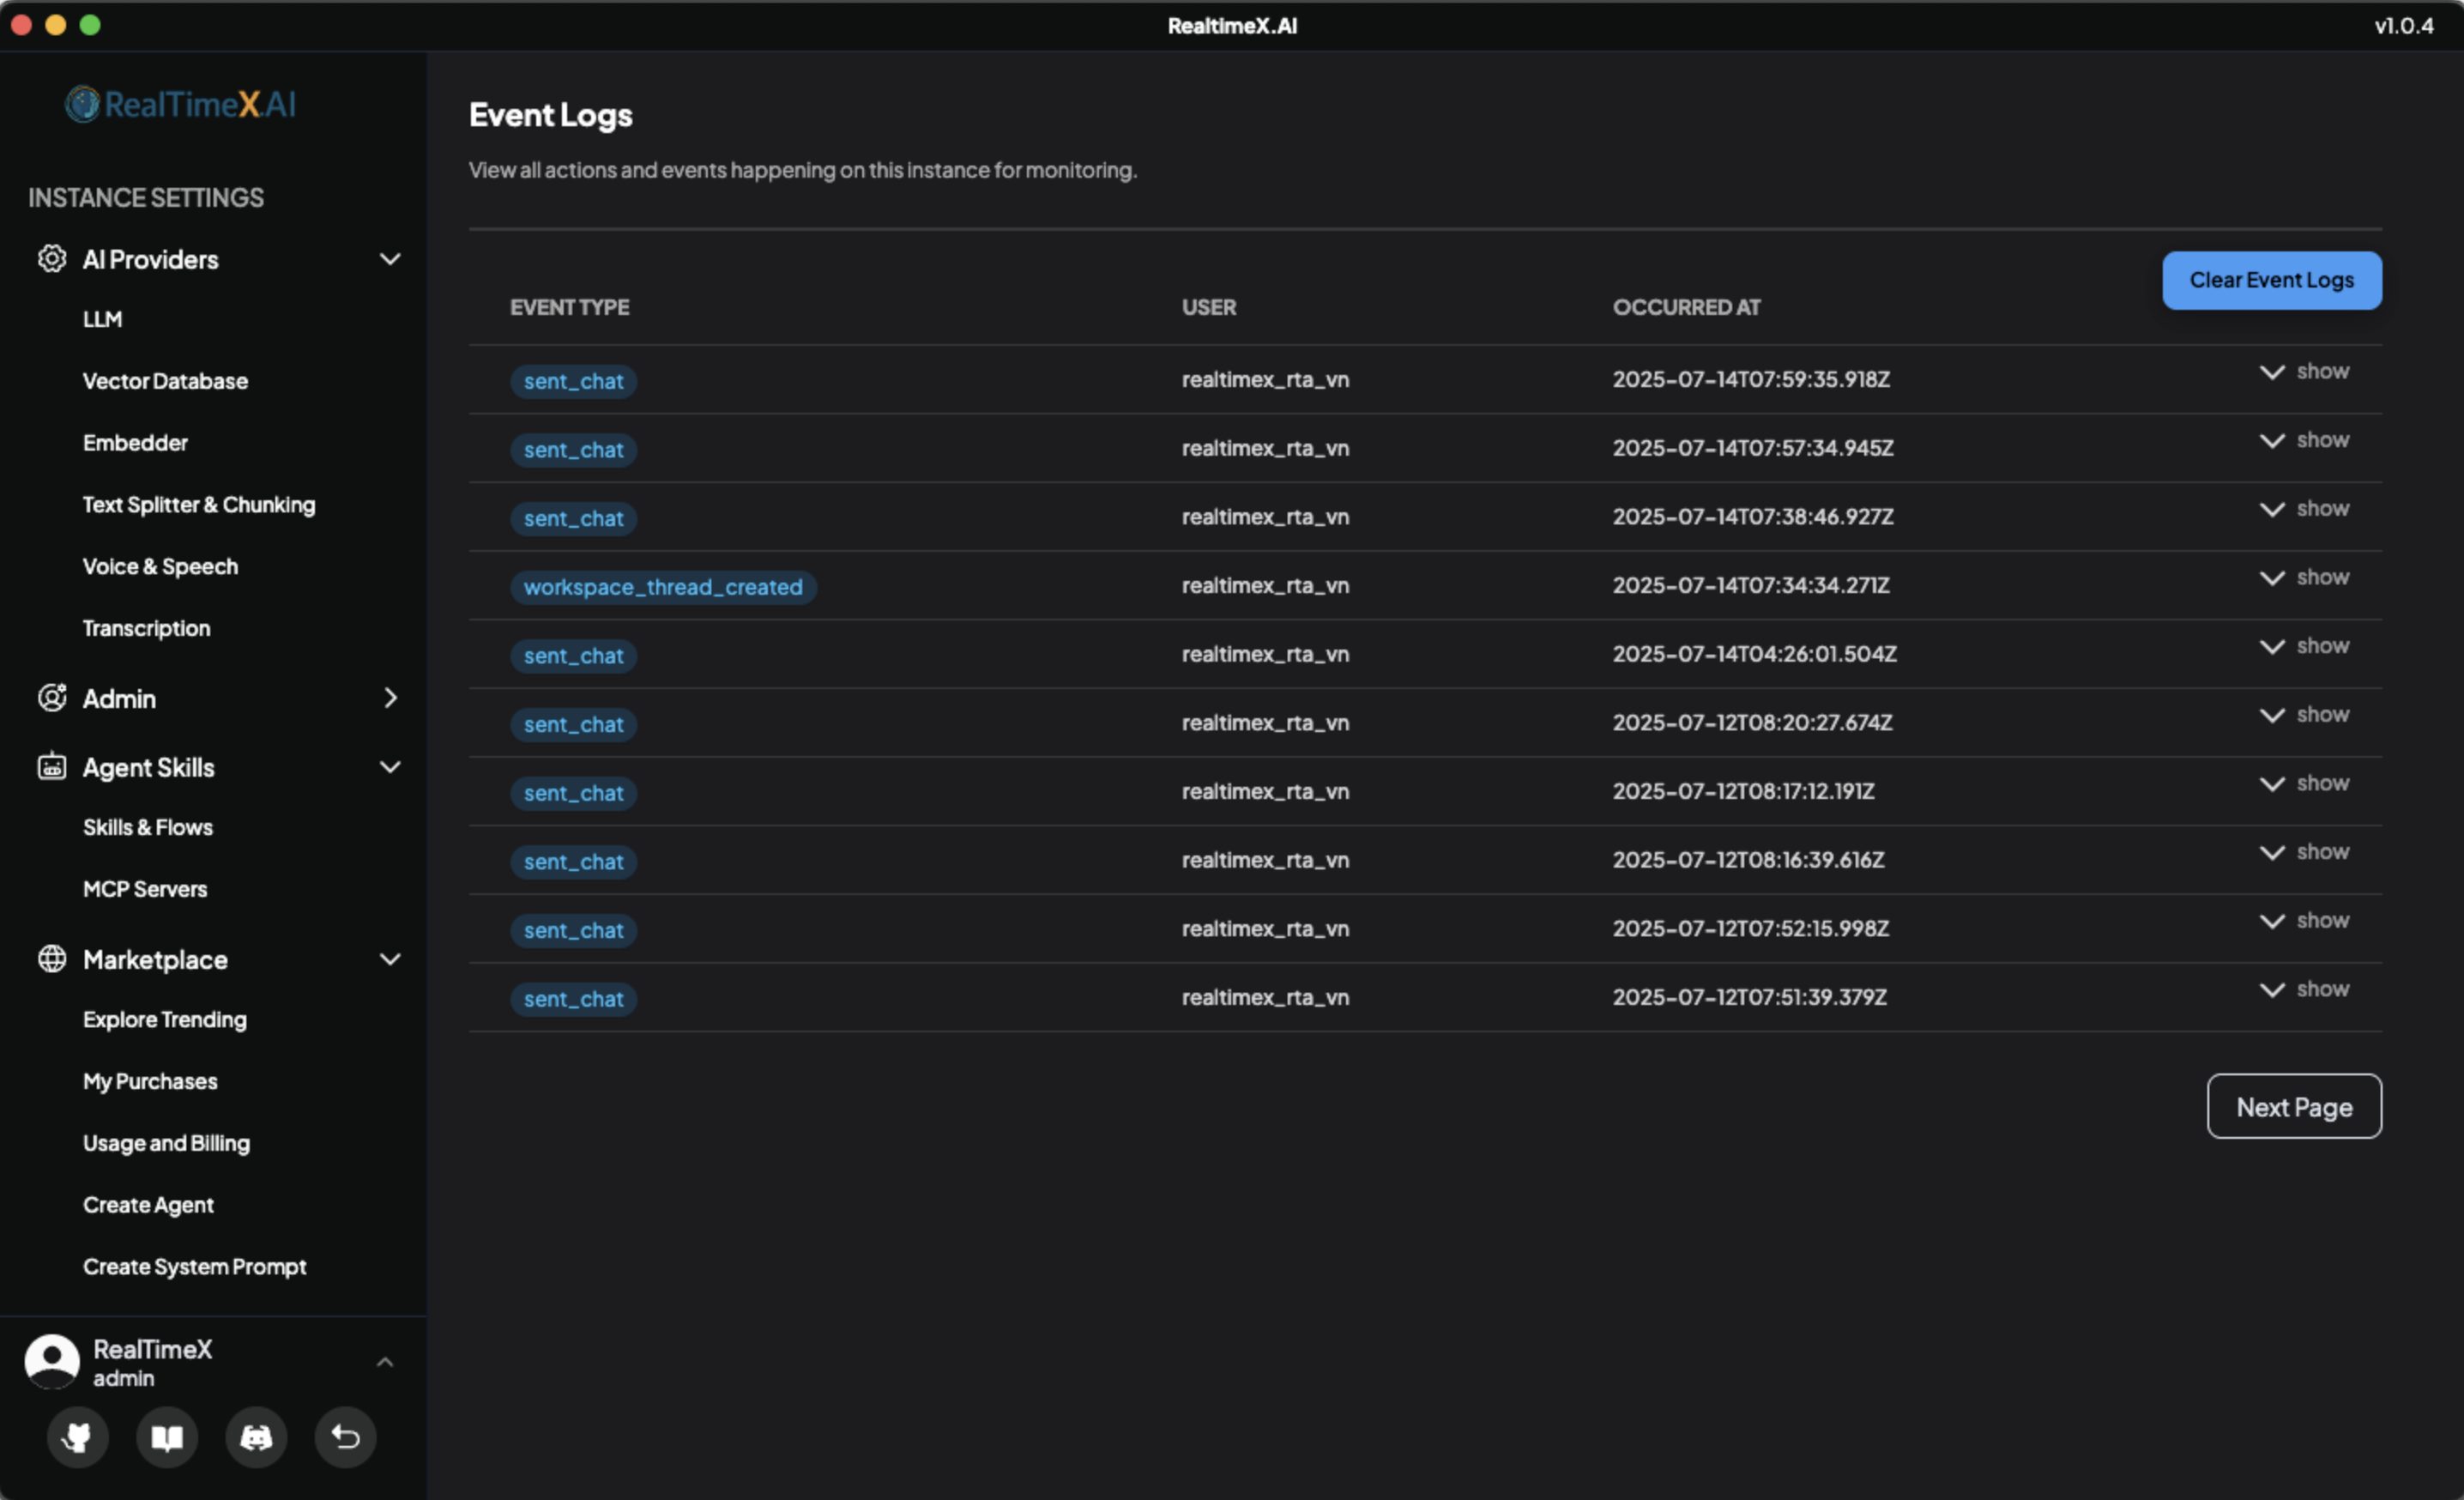 RealtimeX.AI
v1.0.4
RealTimeX.AI
INSTANCE SETTINGS
AI Providers
LLM
Vector Database
Embedder
Text Splitter & Chunking
Voice & Speech
Transcription
Admin
Agent Skills
Skills & Flows
MCP Servers
Marketplace
Explore Trending
My Purchases
Usage and Billing
Create Agent
Create System Prompt
RealTimeX
admin
Event Logs
View all actions and events happening on this instance for monitoring.
Clear Event Logs
EVENT TYPE USER OCCURRED AT
sent_chat realtimex_rta_vn 2025-07-14T07:59:35.918Z show
sent_chat realtimex_rta_vn 2025-07-14T07:57:34.945Z show
sent_chat realtimex_rta_vn 2025-07-14T07:38:46.927Z show
workspace_thread_created realtimex_rta_vn 2025-07-14T07:34:34.271Z show
sent_chat realtimex_rta_vn 2025-07-14T04:26:01.504Z show
sent_chat realtimex_rta_vn 2025-07-12T08:20:27.674Z show
sent_chat realtimex_rta_vn 2025-07-12T08:17:12.191Z show
sent_chat realtimex_rta_vn 2025-07-12T08:16:39.616Z show
sent_chat realtimex_rta_vn 2025-07-12T07:52:15.998Z show
sent_chat realtimex_rta_vn 2025-07-12T07:51:39.379Z show
Next Page